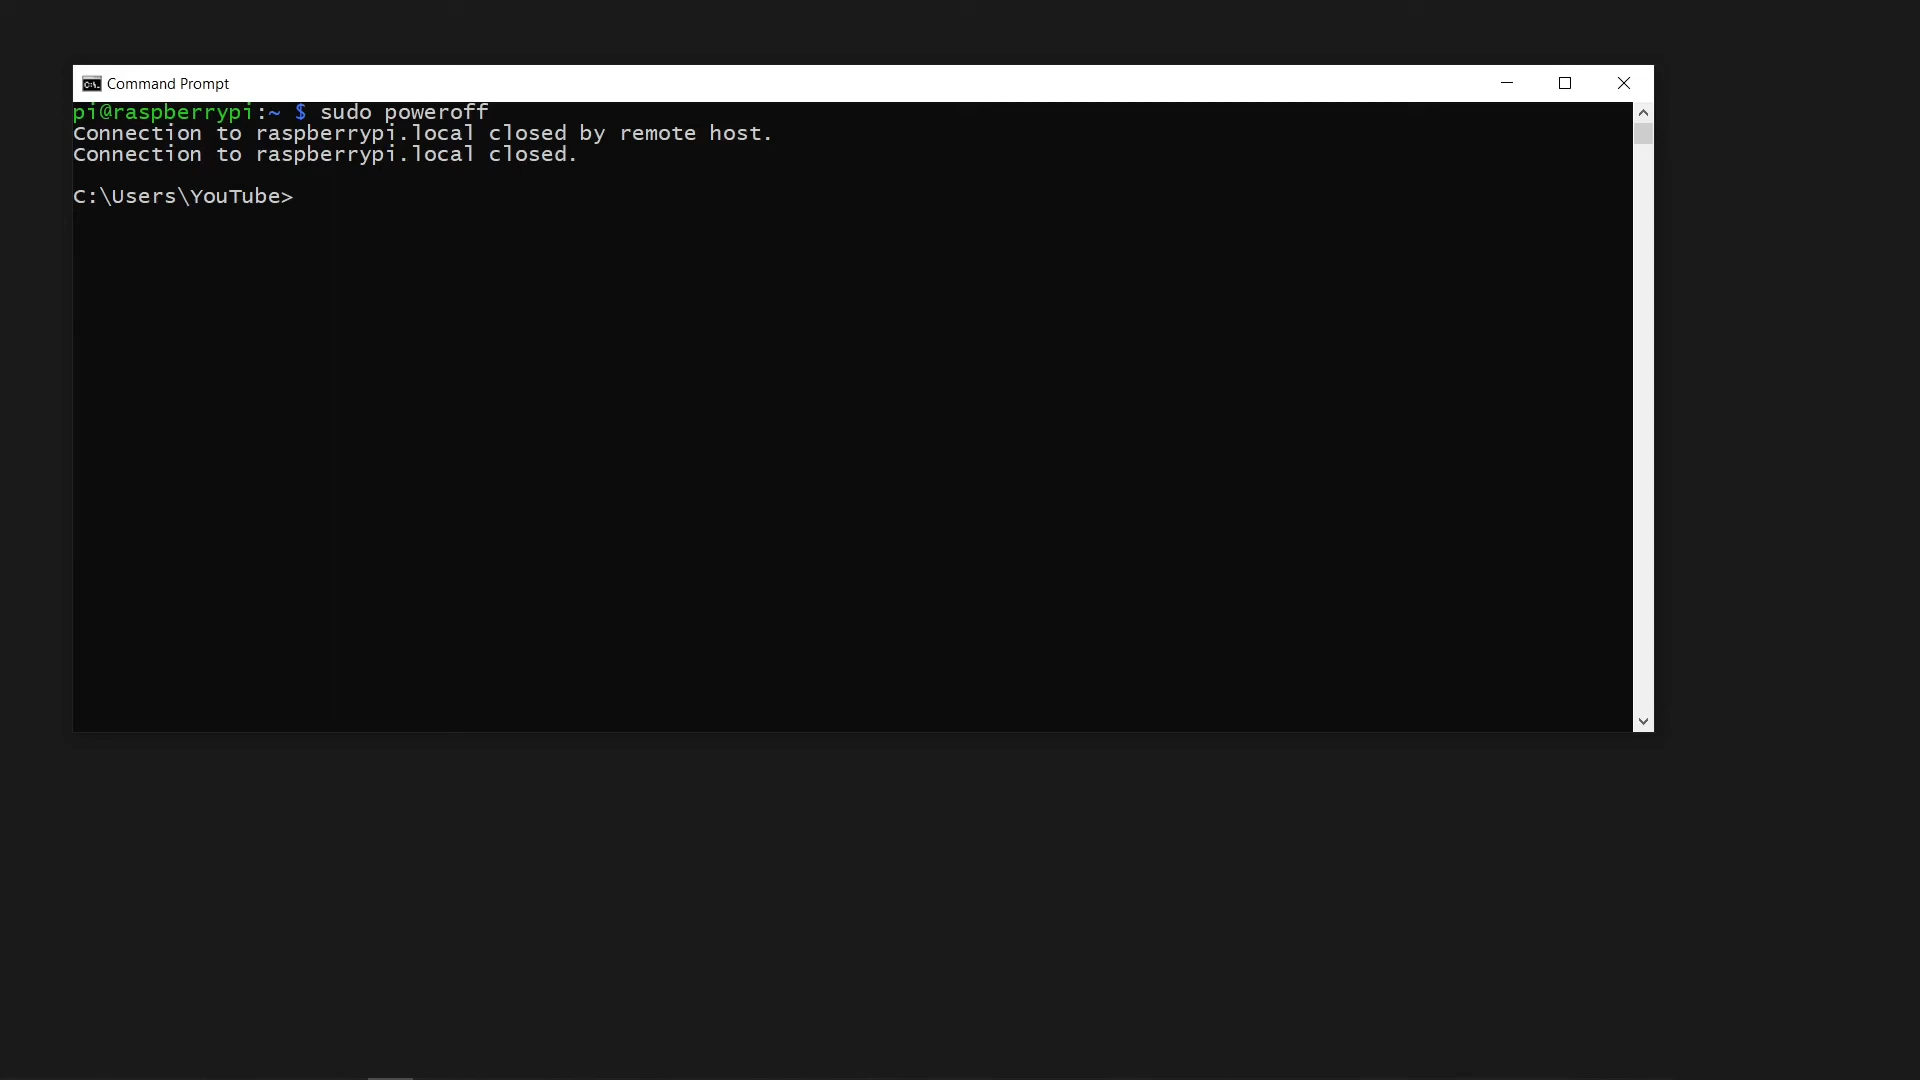 Command Prompt
pi@raspberrypi:~ $ sudo poweroff
Connection to raspberrypi.local closed by remote host.
Connection to raspberrypi.local closed.
C:\Users\YouTube>